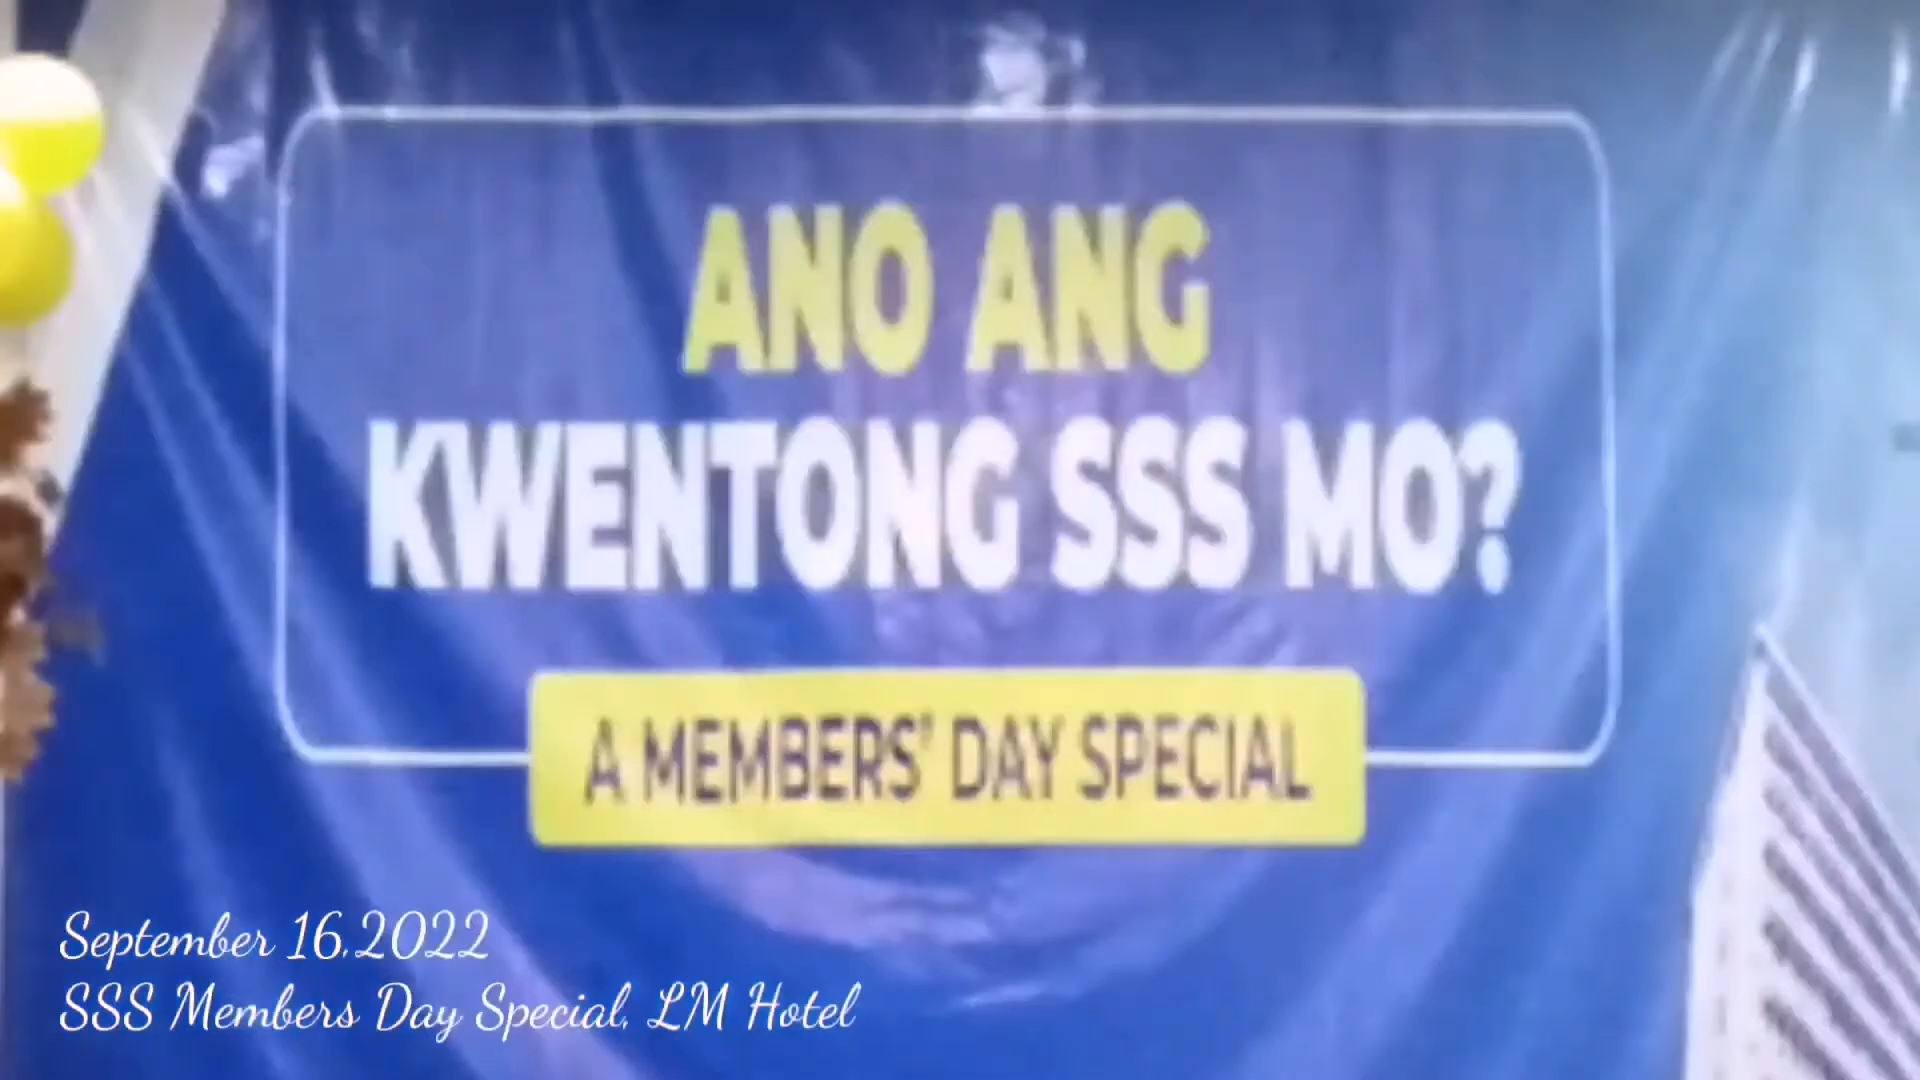 ANO ANG
KWENTONG SSS MO?
A MEMBERS' DAY SPECIAL
September 16, 2022
SSS Members Day Special, LM Hotel